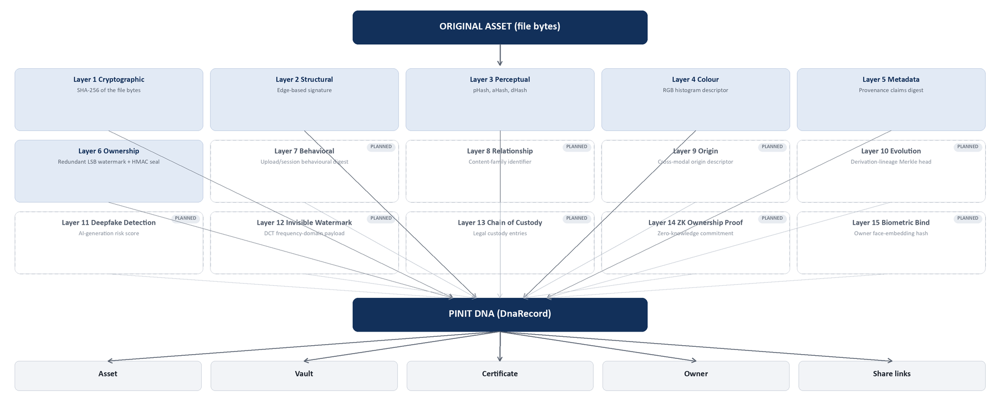 ORIGINAL ASSET (file bytes)
Layer 1 Cryptographic
SHA-256 of the file bytes
Layer 2 Structural
Edge-based signature
Layer 3 Perceptual
pHash, aHash, dHash
Layer 4 Colour
RGB histogram descriptor
Layer 5 Metadata
Provenance claims digest
Layer 6 Ownership
Redundant LSB watermark + HMAC seal
PLANNED
Layer 7 Behavioral
Upload/session behavioural digest
PLANNED
Layer 8 Relationship
Content-family identifier
PLANNED
Layer 9 Origin
Cross-modal origin descriptor
PLANNED
Layer 10 Evolution
Derivation-lineage Merkle head
PLANNED
Layer 11 Deepfake Detection
AI-generation risk score
PLANNED
Layer 12 Invisible Watermark
DCT frequency-domain payload
PLANNED
Layer 13 Chain of Custody
Legal custody entries
PLANNED
Layer 14 ZK Ownership Proof
Zero-knowledge commitment
PLANNED
Layer 15 Biometric Bind
Owner face-embedding hash
PINIT DNA (DnaRecord)
Asset
Vault
Certificate
Owner
Share links